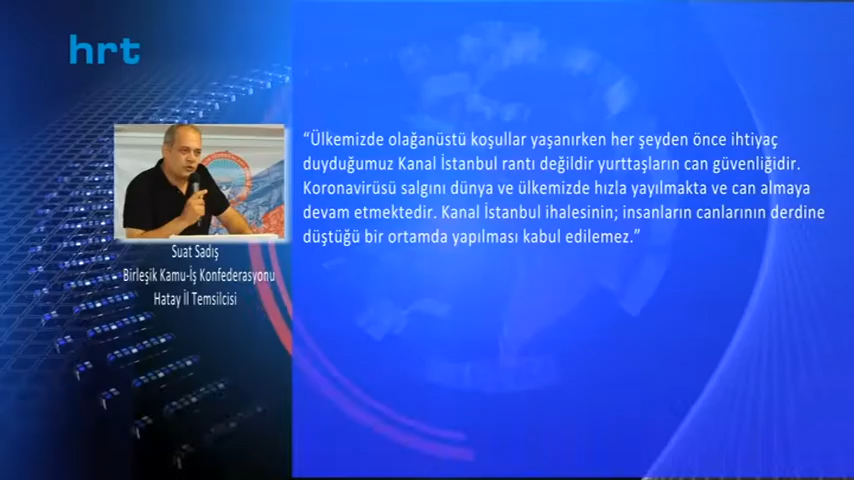 hrt
“Ülkemizde olağanüstü koşullar yaşanırken her şeyden önce ihtiyaç
duyduğumuz Kanal İstanbul rantı değildir yurttaşların can güvenliğidir.
Koronavirüsü salgını dünya ve ülkemizde hızla yayılmakta ve can almaya
devam etmektedir. Kanal İstanbul ihalesinin; insanların canlarının derdine
düştüğü bir ortamda yapılması kabul edilemez.”
Suat Sadış
Birleşik Kamu-İş Konfederasyonu
Hatay İl Temsilcisi